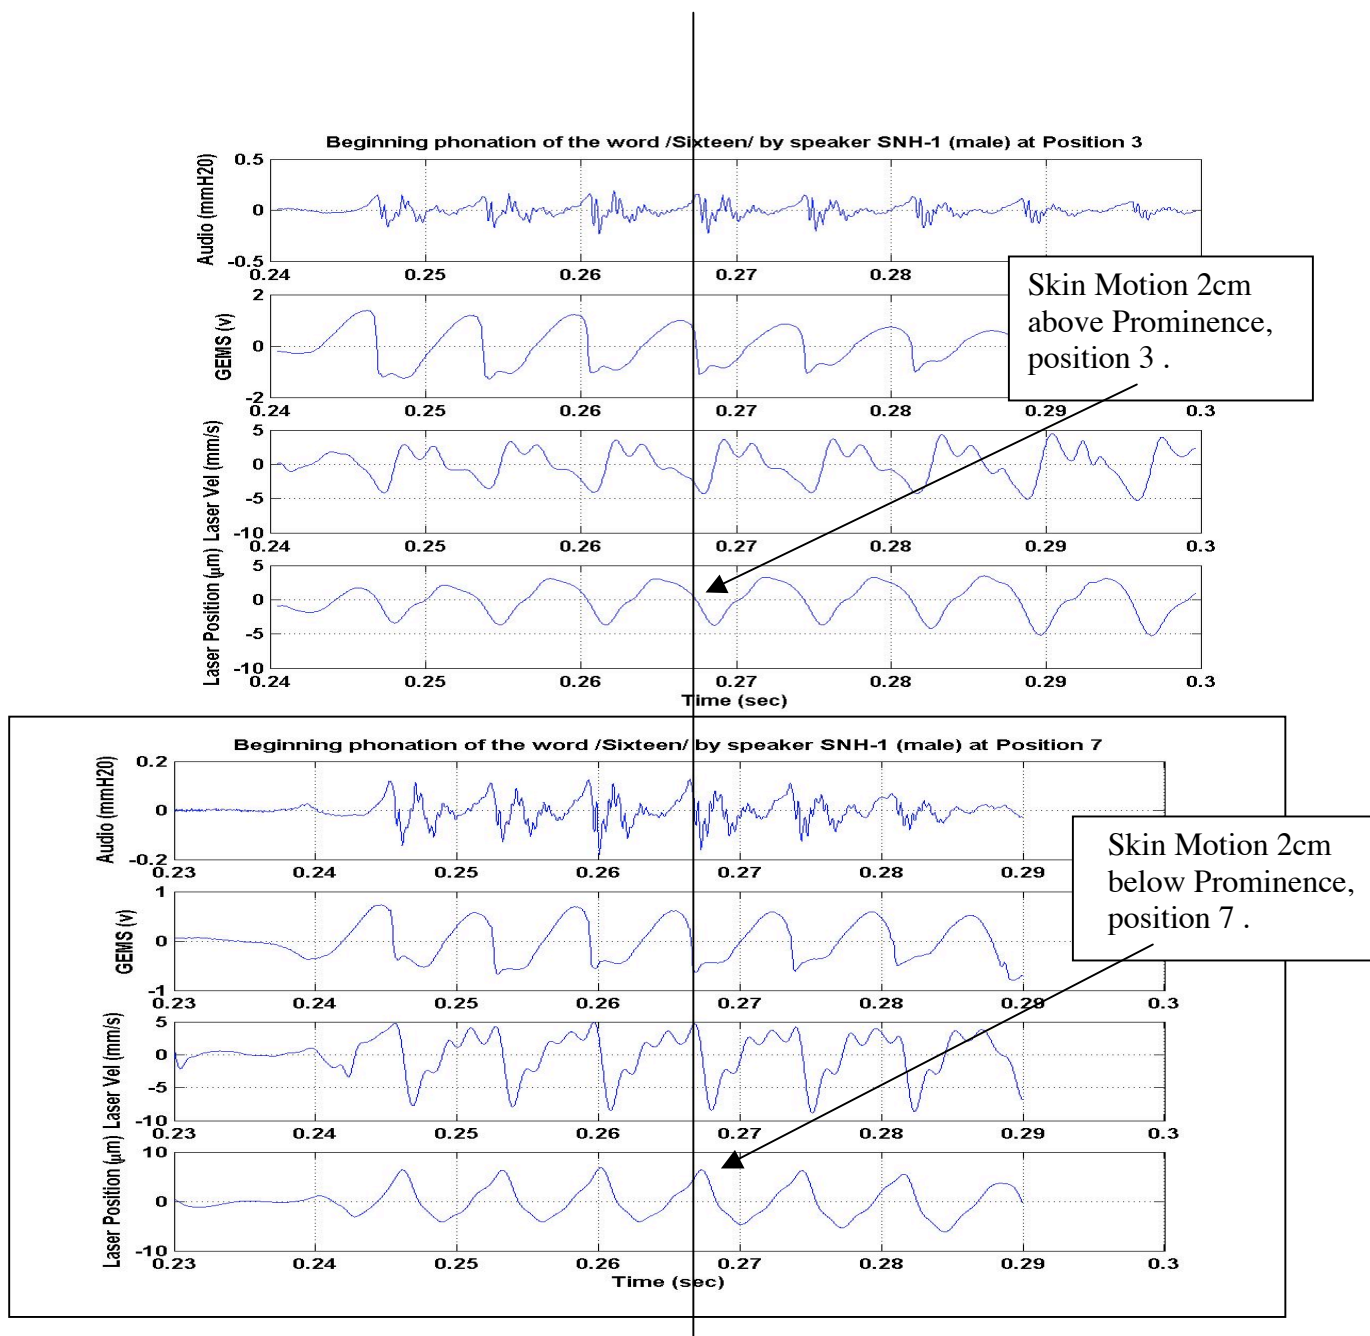 Beginning phonation of the word /Sixteen/ by speaker SNH-1 (male) at Position 3
Audio (mmH20)
0.5
0
-0.5
0.24 0.25 0.26 0.27 0.28
GEMS (v)
2
0
-2
0.24 0.25 0.26 0.27 0.28 0.29 0.3
Skin Motion 2cm
above Prominence,
position 3 .
Laser Vel (mm/s)
5
0
-5
-10
0.24 0.25 0.26 0.27 0.28 0.29 0.3
Laser Position (µm)
5
0
-5
-10
0.24 0.25 0.26 0.27 0.28 0.29 0.3
Time (sec)
Beginning phonation of the word /Sixteen/ by speaker SNH-1 (male) at Position 7
Audio (mmH20)
0.2
0
-0.2
0.23 0.24 0.25 0.26 0.27 0.28 0.29
GEMS (v)
1
0
-1
0.23 0.24 0.25 0.26 0.27 0.28 0.29 0.3
Skin Motion 2cm
below Prominence,
position 7 .
Laser Vel (mm/s)
5
0
-5
-10
0.23 0.24 0.25 0.26 0.27 0.28 0.29 0.3
Laser Position (µm)
10
0
-10
0.23 0.24 0.25 0.26 0.27 0.28 0.29 0.3
Time (sec)